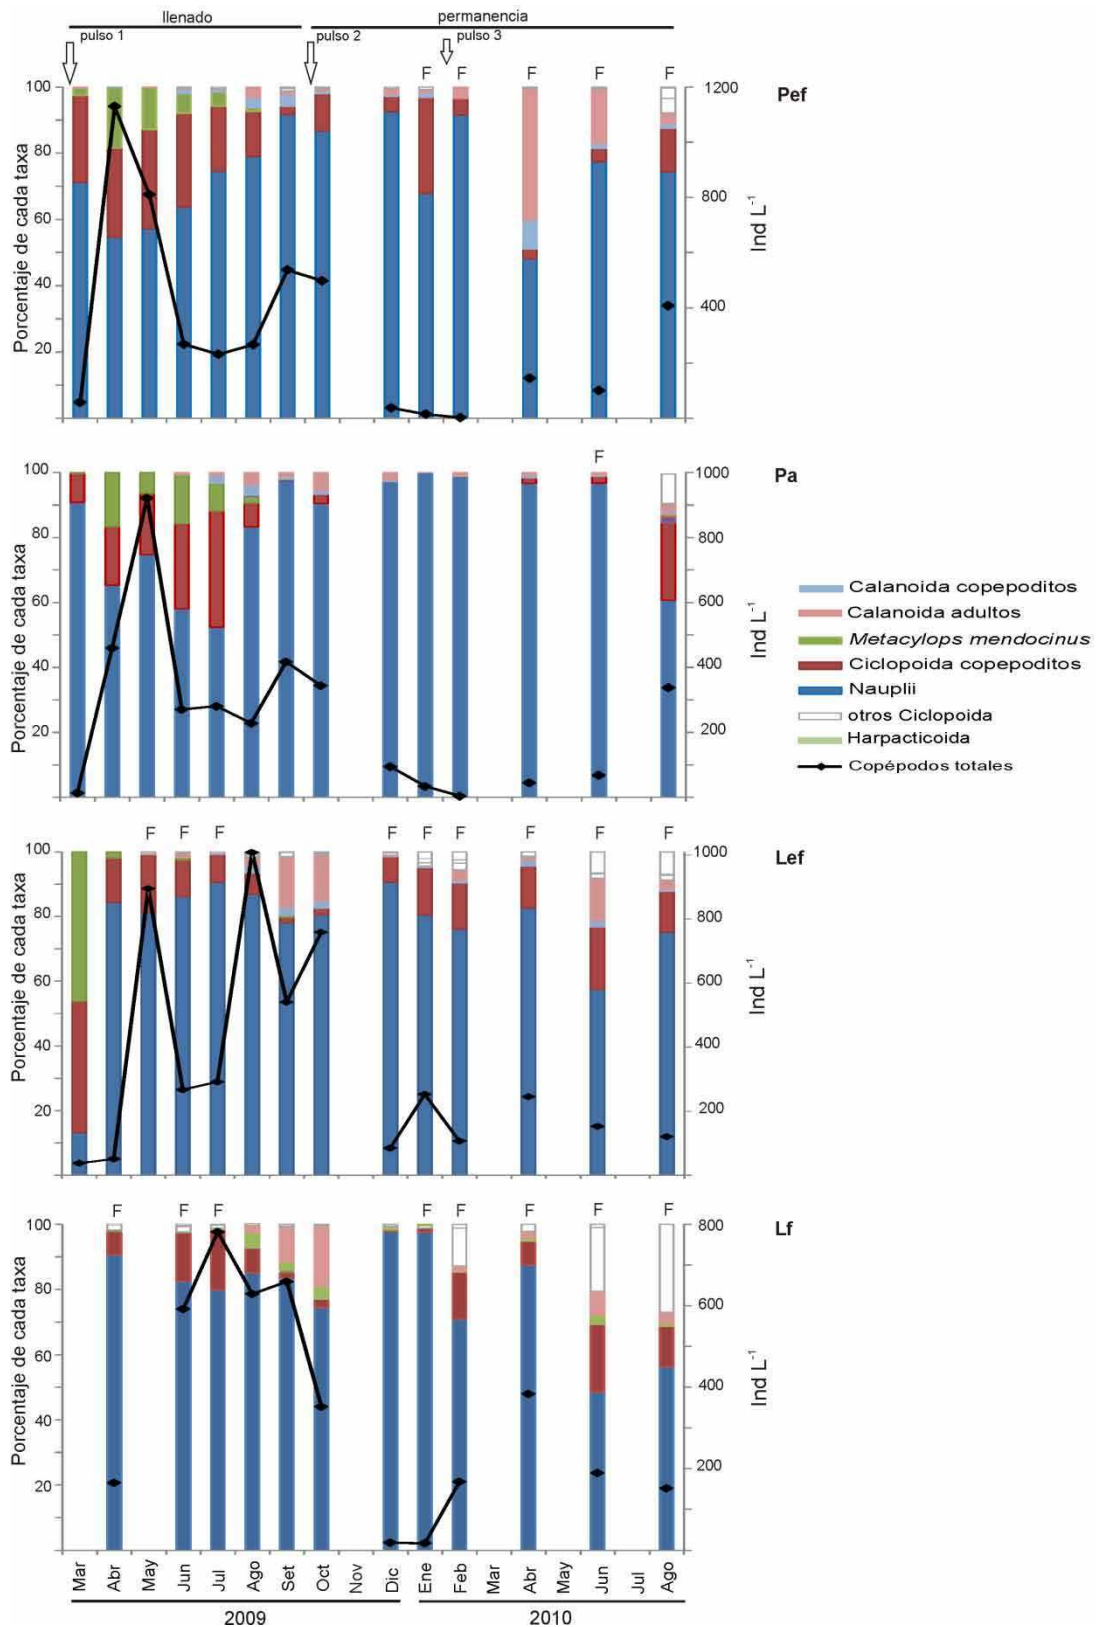 llenado permanencia
pulso 1 pulso 2 pulso 3
F F F F F
100 1200 Pef
80
800
60
40 400
20
Porcentaje de cada taxa
Ind L-1
F
100 1000 Pa
80 800
60 600
40 400
20 200
Porcentaje de cada taxa
Ind L-1
Calanoida copepoditos
Calanoida adultos
Metacylops mendocinus
Ciclopoida copepoditos
Nauplii
otros Ciclopoida
Harpacticoida
Copépodos totales
F F F F F F F F F
100 1000 Lef
80 800
60 600
40 400
20 200
Porcentaje de cada taxa
Ind L-1
F F F F F F F F
100 800 Lf
80 600
60
40 400
20 200
Porcentaje de cada taxa
Ind L-1
Mar Abr May Jun Jul Ago Set Oct Nov Dic Ene Feb Mar Abr May Jun Jul Ago
2009 2010